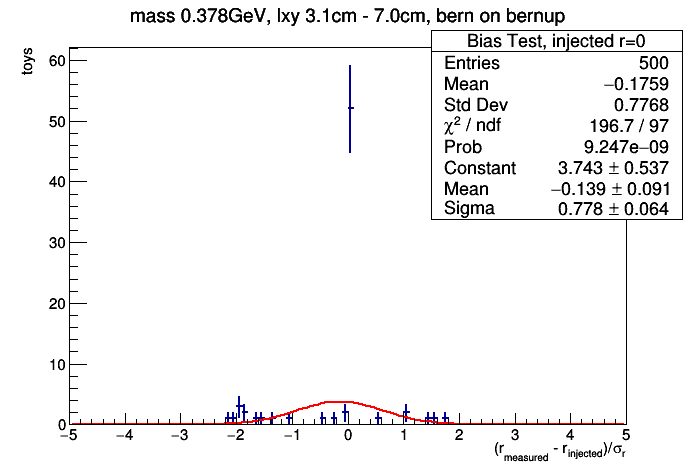 mass 0.378GeV, lxy 3.1cm - 7.0cm, bern on bernup
Bias Test, injected r=0
Entries 500
Mean −0.1759
Std Dev 0.7768
χ² / ndf 196.7 / 97
Prob 9.247e−09
Constant 3.743 ± 0.537
Mean −0.139 ± 0.091
Sigma 0.778 ± 0.064
toys
60
50
40
30
20
10
0
−5 −4 −3 −2 −1 0 1 2 3 4 5
(r_measured - r_injected)/σ_r